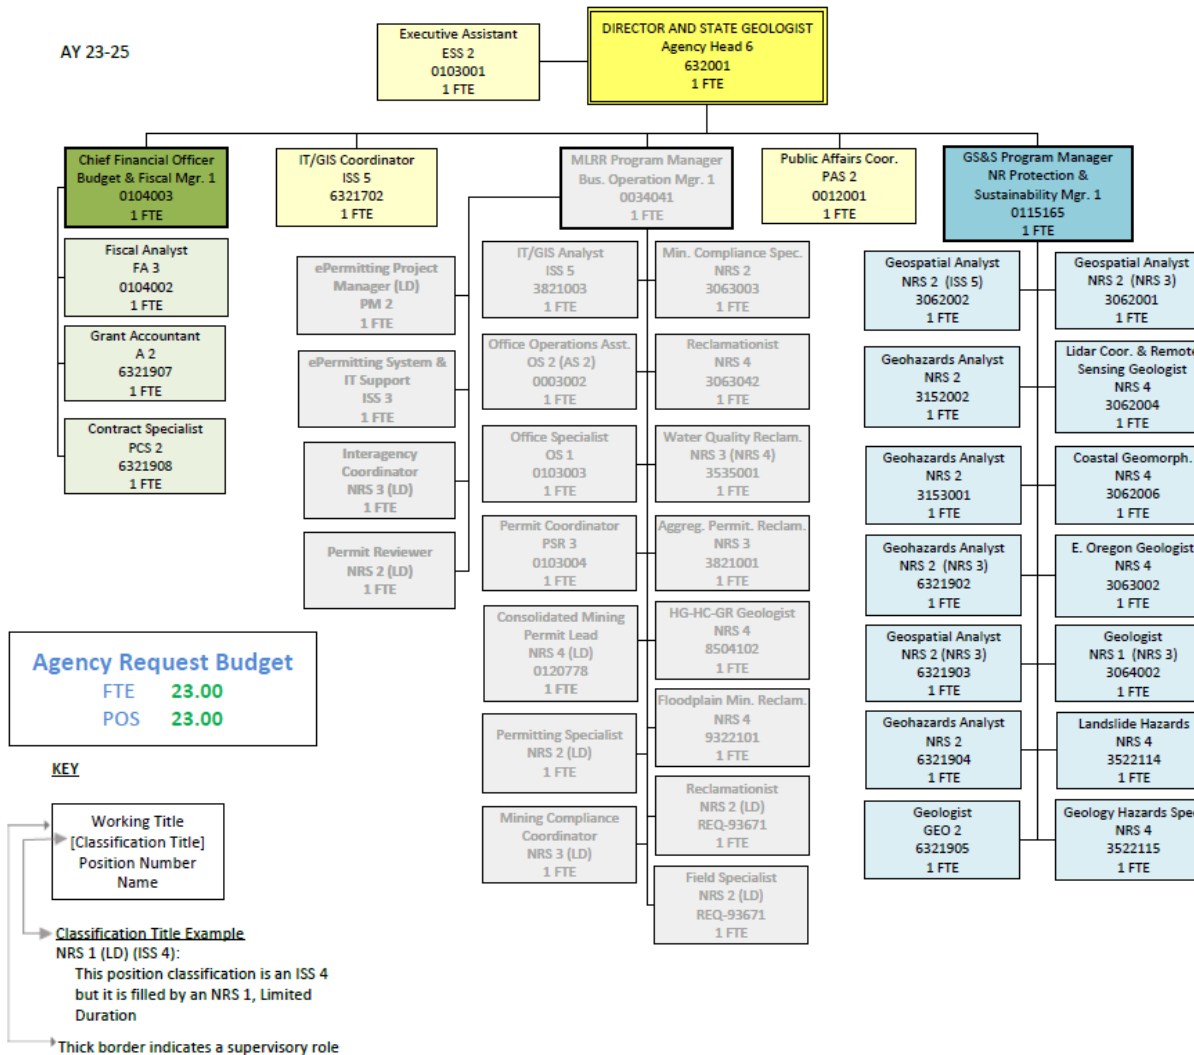 AY 23-25
Executive Assistant
ESS 2
0103001
1 FTE
DIRECTOR AND STATE GEOLOGIST
Agency Head 6
632001
1 FTE
Chief Financial Officer
Budget & Fiscal Mgr. 1
0104003
1 FTE
IT/GIS Coordinator
ISS 5
6321702
1 FTE
MLRR Program Manager
Bus. Operation Mgr. 1
0034041
1 FTE
Public Affairs Coor.
PAS 2
0012001
1 FTE
GS&S Program Manager
NR Protection &
Sustainability Mgr. 1
0115165
1 FTE
Fiscal Analyst
FA 3
0104002
1 FTE
Grant Accountant
A 2
6321907
1 FTE
Contract Specialist
PCS 2
6321908
1 FTE
ePermitting Project
Manager (LD)
PM 2
1 FTE
ePermitting System &
IT Support
ISS 3
1 FTE
Interagency
Coordinator
NRS 3 (LD)
1 FTE
Permit Reviewer
NRS 2 (LD)
1 FTE
IT/GIS Analyst
ISS 5
3821003
1 FTE
Office Operations Asst.
OS 2 (AS 2)
0003002
1 FTE
Office Specialist
OS 1
0103003
1 FTE
Permit Coordinator
PSR 3
0103004
1 FTE
Consolidated Mining
Permit Lead
NRS 4 (LD)
0120778
1 FTE
Permitting Specialist
NRS 2 (LD)
1 FTE
Mining Compliance
Coordinator
NRS 3 (LD)
1 FTE
Min. Compliance Spec.
NRS 2
3063003
1 FTE
Reclamationist
NRS 4
3063042
1 FTE
Water Quality Reclam.
NRS 3 (NRS 4)
3535001
1 FTE
Aggreg. Permit. Reclam.
NRS 3
3821001
1 FTE
HG-HC-GR Geologist
NRS 4
8504102
1 FTE
Floodplain Min. Reclam.
NRS 4
9322101
1 FTE
Reclamationist
NRS 2 (LD)
REQ-93671
1 FTE
Field Specialist
NRS 2 (LD)
REQ-93671
1 FTE
Geospatial Analyst
NRS 2 (ISS 5)
3062002
1 FTE
Geohazards Analyst
NRS 2
3152002
1 FTE
Geohazards Analyst
NRS 2
3153001
1 FTE
Geohazards Analyst
NRS 2 (NRS 3)
6321902
1 FTE
Geospatial Analyst
NRS 2 (NRS 3)
6321903
1 FTE
Geohazards Analyst
NRS 2
6321904
1 FTE
Geologist
GEO 2
6321905
1 FTE
Geospatial Analyst
NRS 2 (NRS 3)
3062001
1 FTE
Lidar Coor. & Remote
Sensing Geologist
NRS 4
3062004
1 FTE
Coastal Geomorph.
NRS 4
3062006
1 FTE
E. Oregon Geologist
NRS 4
3063002
1 FTE
Geologist
NRS 1 (NRS 3)
3064002
1 FTE
Landslide Hazards
NRS 4
3522114
1 FTE
Geology Hazards Spec
NRS 4
3522115
1 FTE
Agency Request Budget
FTE 23.00
POS 23.00
KEY
Working Title
[Classification Title]
Position Number
Name
Classification Title Example
NRS 1 (LD) (ISS 4):
This position classification is an ISS 4
but it is filled by an NRS 1, Limited
Duration
Thick border indicates a supervisory role